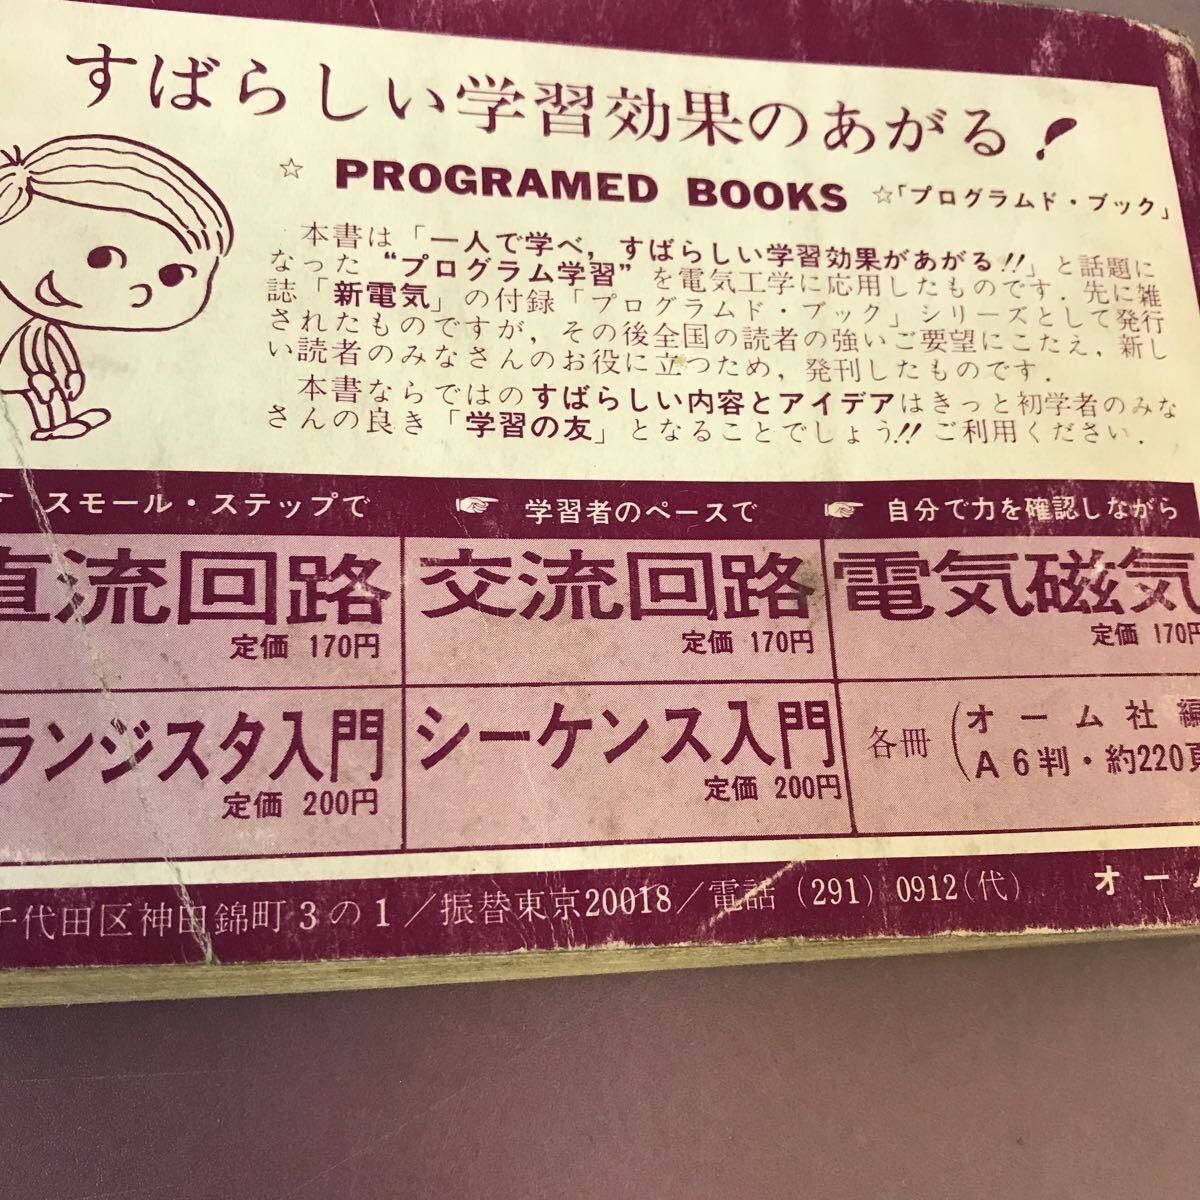 すばらしい学習効果のあがる！
☆ PROGRAMED BOOKS ☆「プログラムド・ブック」
本書は「一人で学べ，すばらしい学習効果があがる!!」と話題に
なった“プログラム学習”を電気工学に応用したものです．先に雑
誌「新電気」の付録「プログラムド・ブック」シリーズとして発行
されたものですが，その後全国の読者の強いご要望にこたえ，新し
い読者のみなさんのお役に立つため，発刊したものです．
本書ならではのすばらしい内容とアイデアはきっと初学者のみな
さんの良き「学習の友」となることでしょう!! ご利用ください．
☞ スモール・ステップで ☞ 学習者のペースで ☞ 自分で力を確認しながら
直流回路
定価 170円
交流回路
定価 170円
電気磁気
定価 170円
ランジスタ入門
定価 200円
シーケンス入門
定価 200円
各冊（オーム社編
A6判・約220頁
千代田区神田錦町3の1／振替東京20018／電話（291）0912(代) オーム